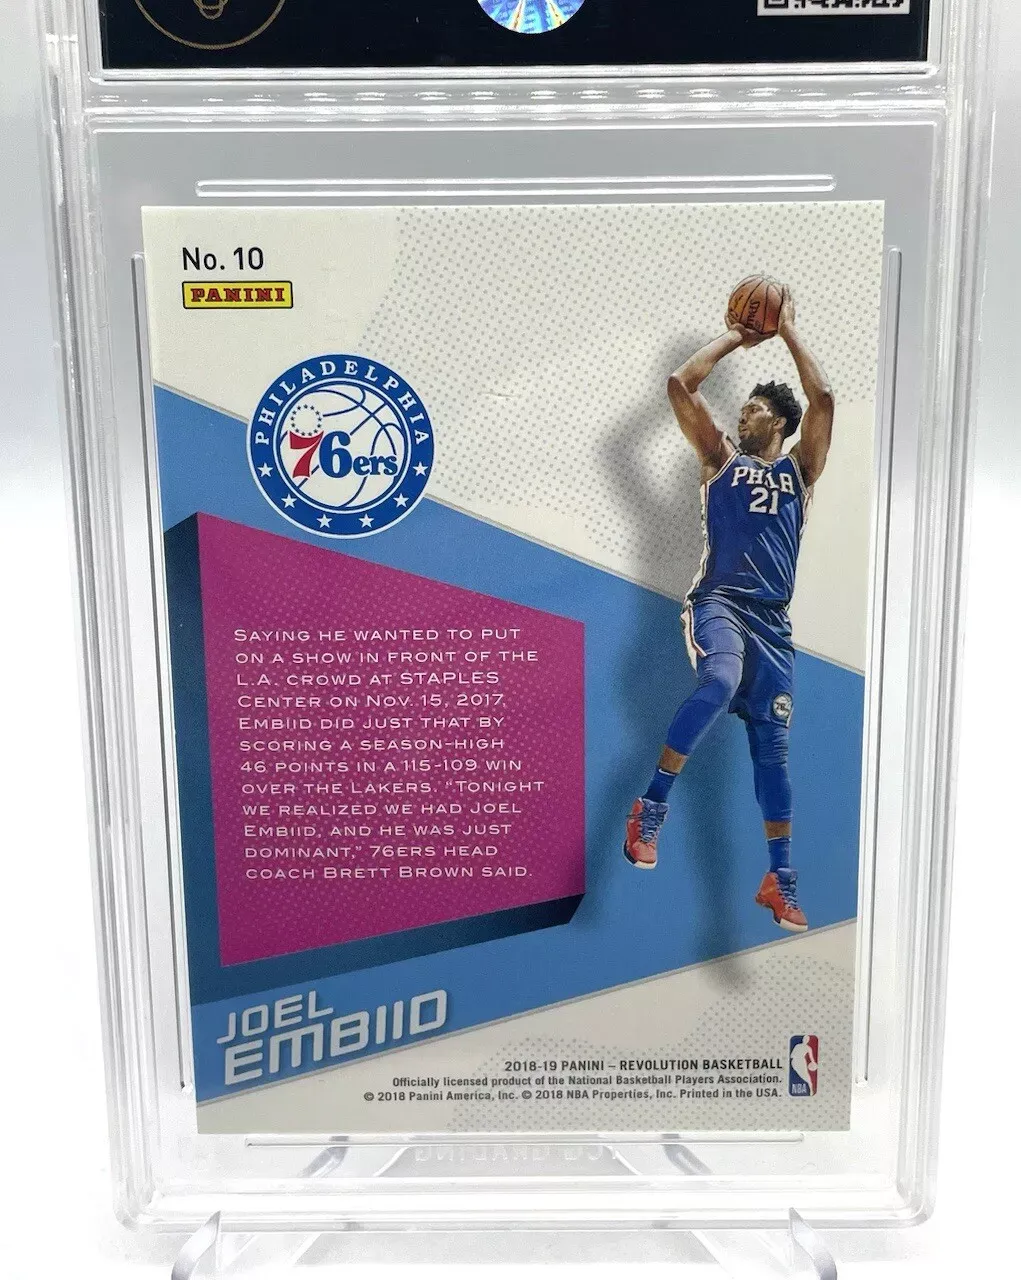 No. 10
PANINI
PHILADELPHIA
76ers
PHILA
21
SAYING HE WANTED TO PUT
ON A SHOW IN FRONT OF THE
L.A. CROWD AT STAPLES
CENTER ON NOV. 15, 2017,
EMBIID DID JUST THAT BY
SCORING A SEASON-HIGH
46 POINTS IN A 115-109 WIN
OVER THE LAKERS. "TONIGHT
WE REALIZED WE HAD JOEL
EMBIID, AND HE WAS JUST
DOMINANT," 76ERS HEAD
COACH BRETT BROWN SAID.
JOEL
EMBIID
2018-19 PANINI – REVOLUTION BASKETBALL
Officially licensed product of the National Basketball Players Association.
© 2018 Panini America, Inc. © 2018 NBA Properties, Inc. Printed in the USA.
NBA